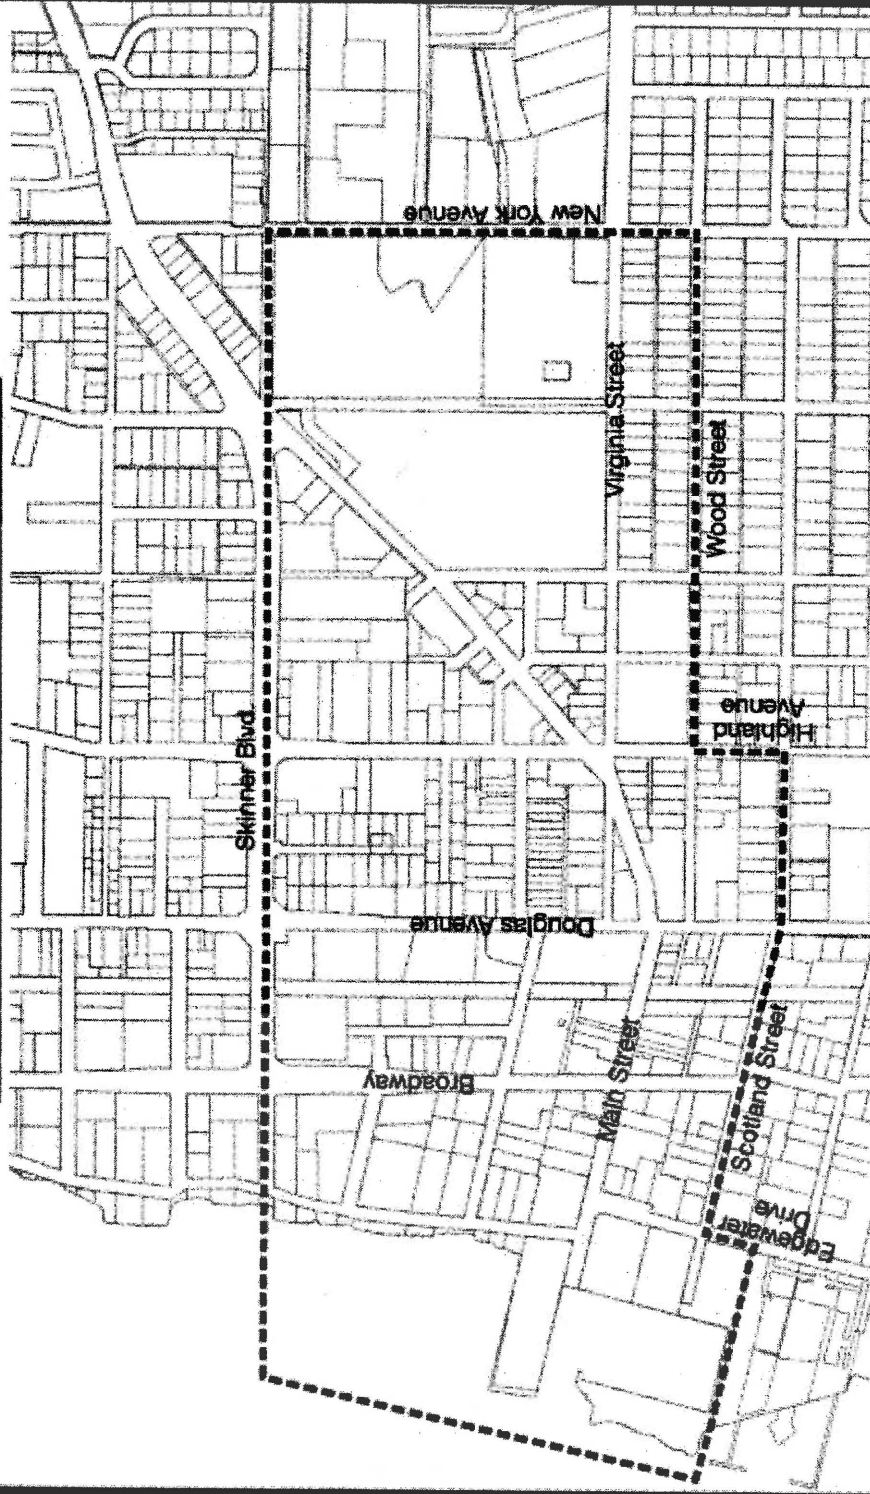 New York Avenue
Virginia Street
Wood Street
Highland
Avenue
Skinner Blvd.
Douglas Avenue
Main Street
Broadway
Scotland Street
Edgewater
Drive